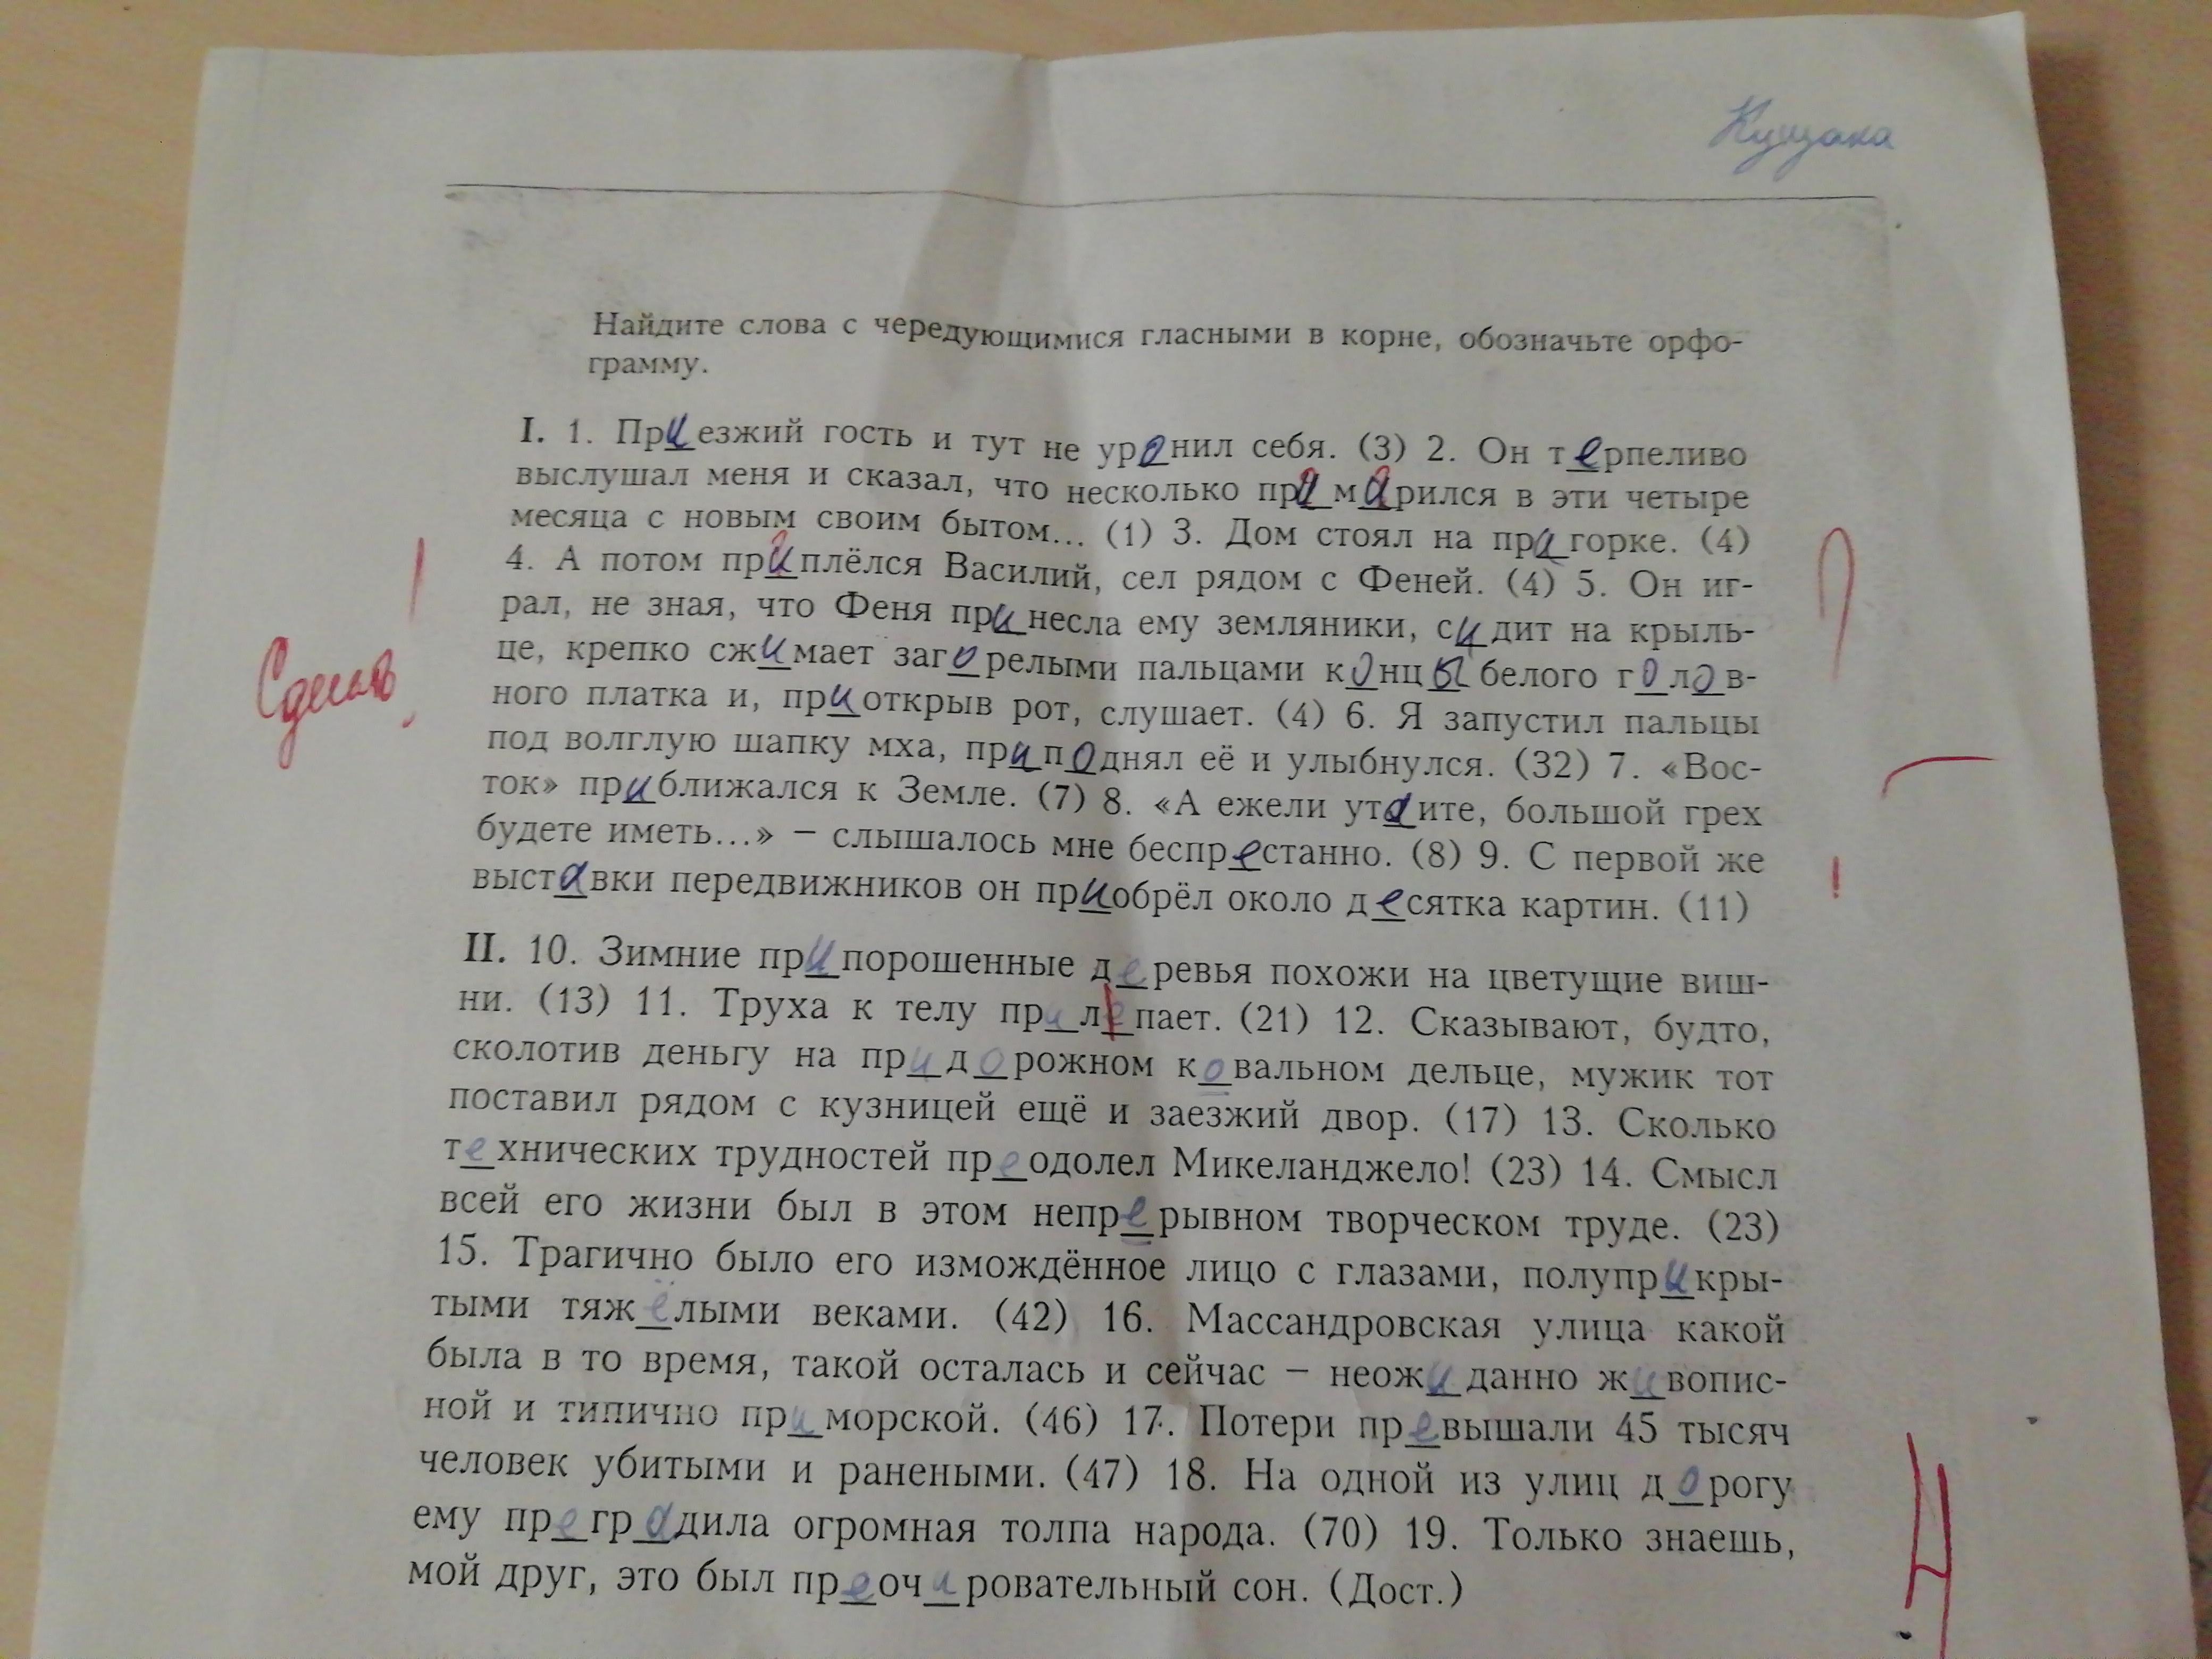 Кущака
Найдите слова с чередующимися гласными в корне, обозначьте орфо-
грамму.
I. 1. Приезжий гость и тут не уронил себя. (3) 2. Он терпеливо
выслушал меня и сказал, что несколько примарился в эти четыре
месяца с новым своим бытом... (1) 3. Дом стоял на пригорке. (4)
4. А потом приплёлся Василий, сел рядом с Феней. (4) 5. Он иг-
рал, не зная, что Феня принесла ему земляники, сидит на крыль-
це, крепко сжимает загорелыми пальцами концы белого голов-
ного платка и, приоткрыв рот, слушает. (4) 6. Я запустил пальцы
под волглую шапку мха, приподнял её и улыбнулся. (32) 7. «Вос-
ток» приближался к Земле. (7) 8. «А ежели утаите, большой грех
будете иметь...» – слышалось мне беспрестанно. (8) 9. С первой же
выставки передвижников он приобрёл около десятка картин. (11)
Сделать!
II. 10. Зимние припорошенные деревья похожи на цветущие виш-
ни. (13) 11. Труха к телу прилепает. (21) 12. Сказывают, будто,
сколотив деньгу на придорожном ковальном дельце, мужик тот
поставил рядом с кузницей ещё и заезжий двор. (17) 13. Сколько
технических трудностей преодолел Микеланджело! (23) 14. Смысл
всей его жизни был в этом непрерывном творческом труде. (23)
15. Трагично было его измождённое лицо с глазами, полуприкры-
тыми тяжёлыми веками. (42) 16. Массандровская улица какой
была в то время, такой осталась и сейчас – неожиданно живопис-
ной и типично приморской. (46) 17. Потери превышали 45 тысяч
человек убитыми и ранеными. (47) 18. На одной из улиц дорогу
ему преградила огромная толпа народа. (70) 19. Только знаешь,
мой друг, это был преочировательный сон. (Дост.)